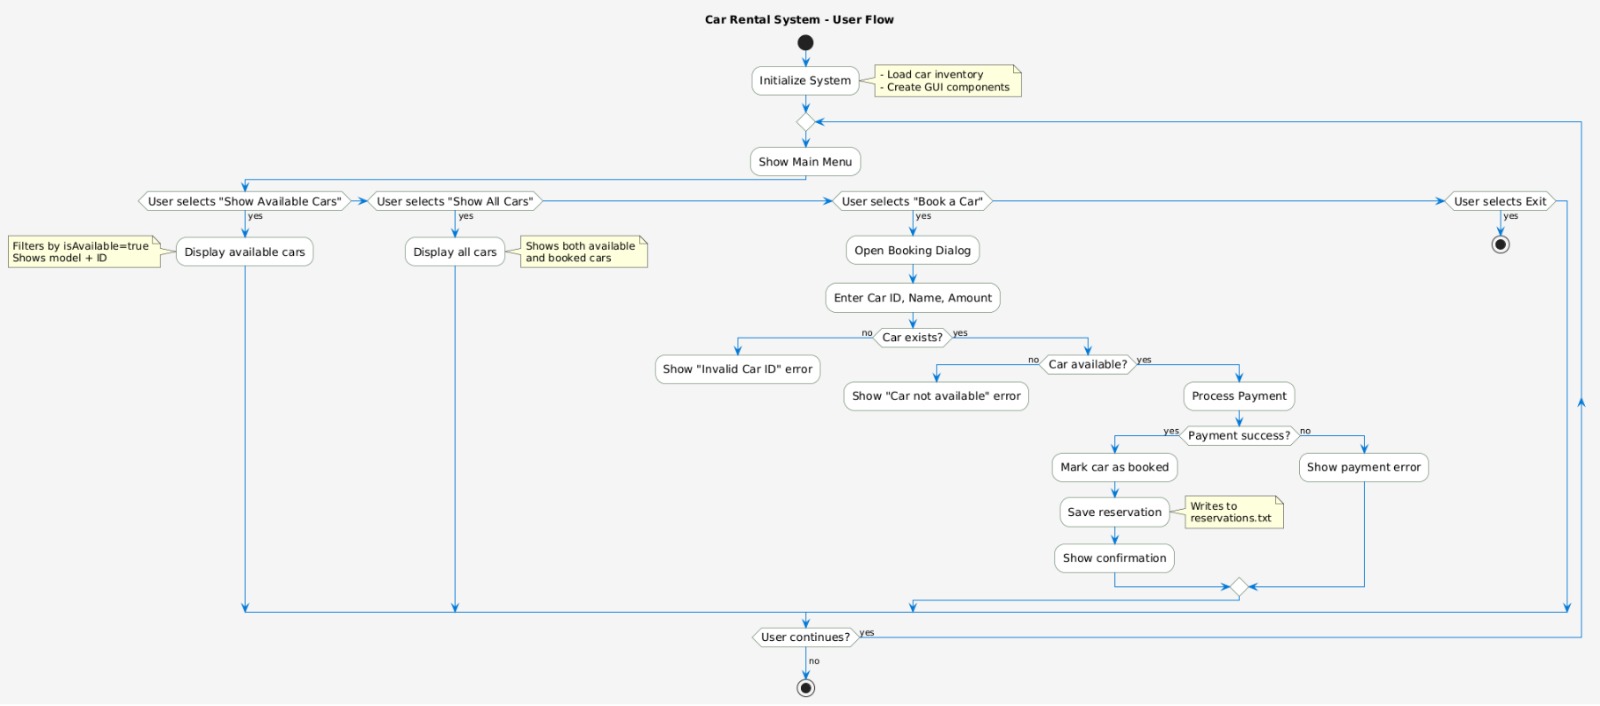 Car Rental System - User Flow
Initialize System
- Load car inventory
- Create GUI components
Show Main Menu
User selects "Show Available Cars"
User selects "Show All Cars"
User selects "Book a Car"
User selects Exit
yes
yes
yes
yes
Filters by isAvailable=true
Shows model + ID
Display available cars
Display all cars
Shows both available
and booked cars
Open Booking Dialog
Enter Car ID, Name, Amount
no
Car exists?
yes
Show "Invalid Car ID" error
no
Car available?
yes
Show "Car not available" error
Process Payment
yes
Payment success?
no
Mark car as booked
Show payment error
Save reservation
Writes to
reservations.txt
Show confirmation
User continues?
yes
no